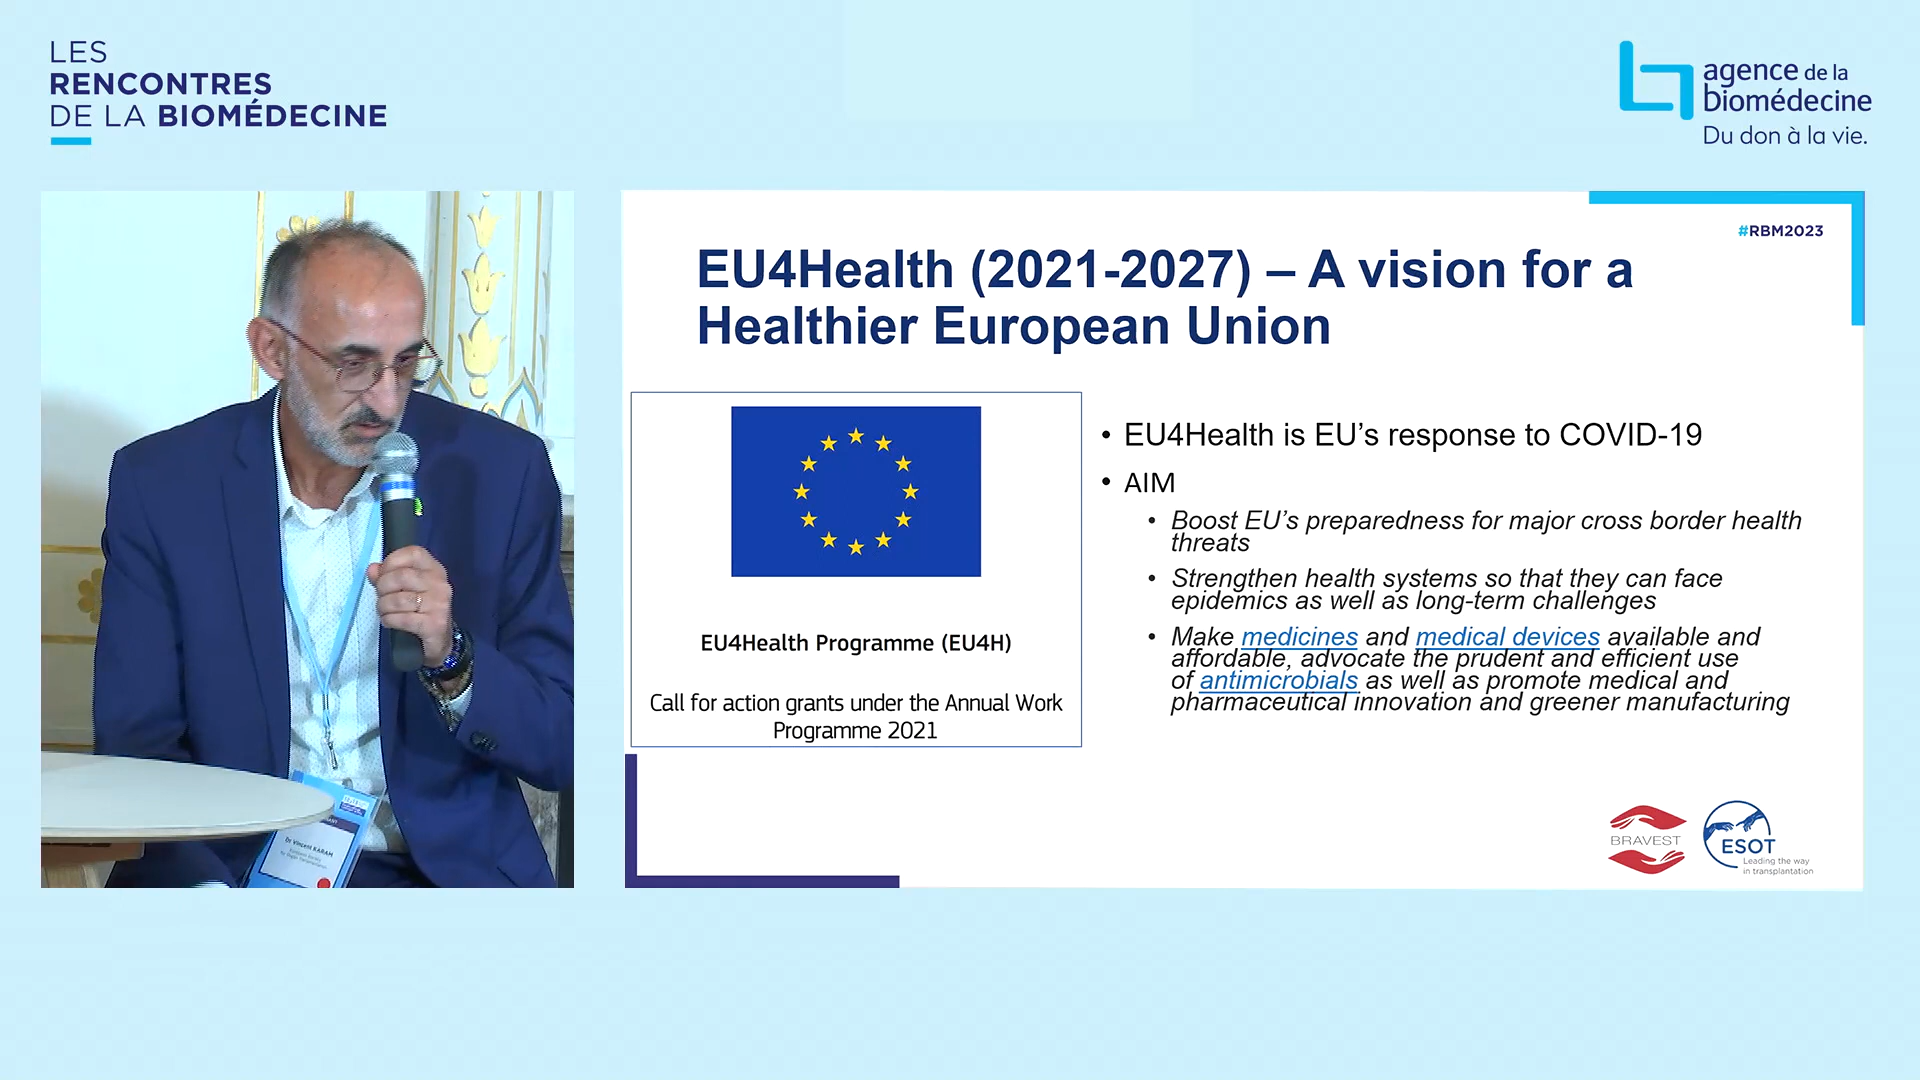 LES
RENCONTRES
DE LA BIOMÉDECINE
agence de la
biomédecine
Du don à la vie.
#RBM2023
EU4Health (2021-2027) – A vision for a
Healthier European Union
EU4Health Programme (EU4H)
Call for action grants under the Annual Work
Programme 2021
• EU4Health is EU’s response to COVID-19
• AIM
• Boost EU’s preparedness for major cross border health
threats
• Strengthen health systems so that they can face
epidemics as well as long-term challenges
• Make medicines and medical devices available and
affordable, advocate the prudent and efficient use
of antimicrobials as well as promote medical and
pharmaceutical innovation and greener manufacturing
BRAVEST
ESOT
Leading the way
in transplantation
Dr Vincent KARAM